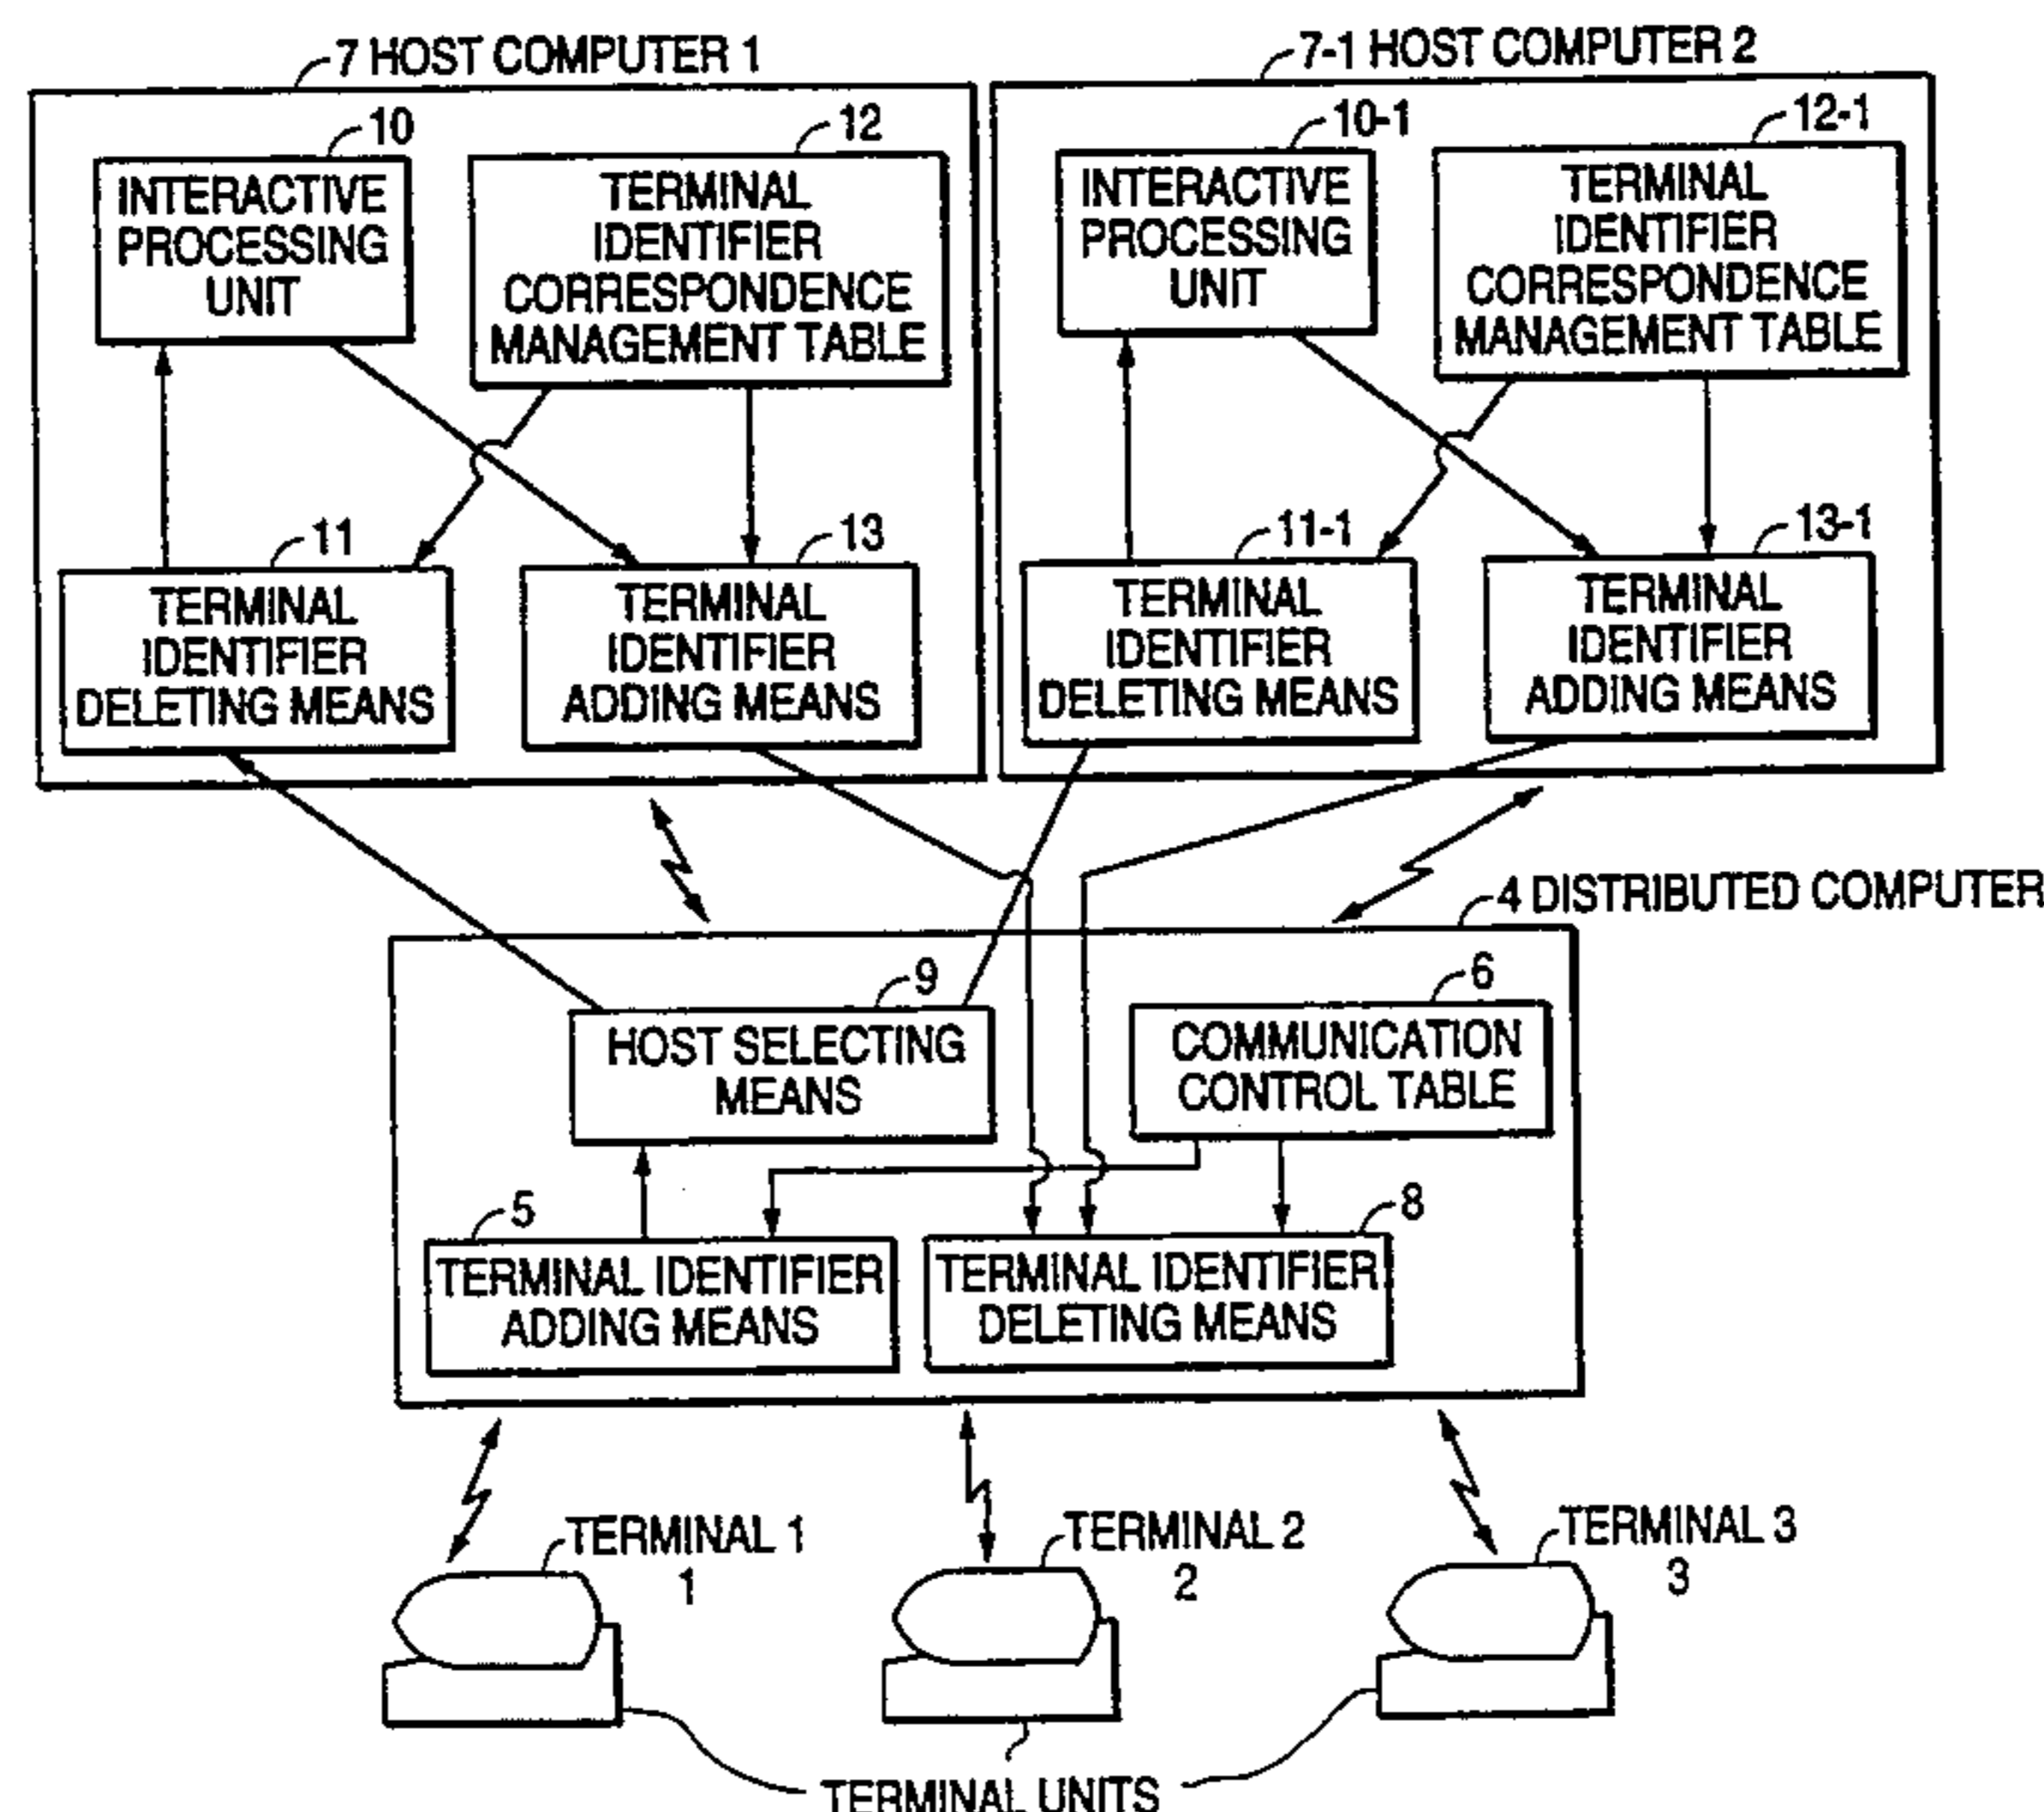 7 HOST COMPUTER 1
7-1 HOST COMPUTER 2
10
INTERACTIVE
PROCESSING
UNIT
12
TERMINAL
IDENTIFIER
CORRESPONDENCE
MANAGEMENT TABLE
10-1
INTERACTIVE
PROCESSING
UNIT
12-1
TERMINAL
IDENTIFIER
CORRESPONDENCE
MANAGEMENT TABLE
11
TERMINAL
IDENTIFIER
DELETING MEANS
13
TERMINAL
IDENTIFIER
ADDING MEANS
11-1
TERMINAL
IDENTIFIER
DELETING MEANS
13-1
TERMINAL
IDENTIFIER
ADDING MEANS
4 DISTRIBUTED COMPUTER
9
HOST SELECTING
MEANS
6
COMMUNICATION
CONTROL TABLE
5
TERMINAL IDENTIFIER
ADDING MEANS
8
TERMINAL IDENTIFIER
DELETING MEANS
TERMINAL 1
1
TERMINAL 2
2
TERMINAL 3
3
TERMINAL UNITS